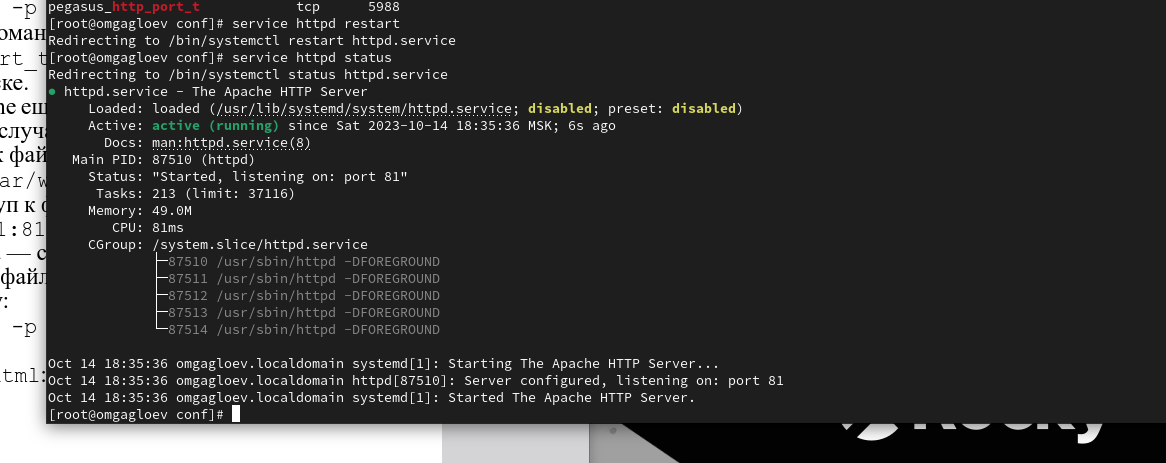 -p
pegasus_http_port_t tcp 5988
[root@omgagloev conf]# service httpd restart
Redirecting to /bin/systemctl restart httpd.service
[root@omgagloev conf]# service httpd status
Redirecting to /bin/systemctl status httpd.service
● httpd.service - The Apache HTTP Server
Loaded: loaded (/usr/lib/systemd/system/httpd.service; disabled; preset: disabled)
Active: active (running) since Sat 2023-10-14 18:35:36 MSK; 6s ago
Docs: man:httpd.service(8)
Main PID: 87510 (httpd)
Status: "Started, listening on: port 81"
Tasks: 213 (limit: 37116)
Memory: 49.0M
CPU: 81ms
CGroup: /system.slice/httpd.service
├─87510 /usr/sbin/httpd -DFOREGROUND
├─87511 /usr/sbin/httpd -DFOREGROUND
├─87512 /usr/sbin/httpd -DFOREGROUND
├─87513 /usr/sbin/httpd -DFOREGROUND
└─87514 /usr/sbin/httpd -DFOREGROUND
-p
Oct 14 18:35:36 omgagloev.localdomain systemd[1]: Starting The Apache HTTP Server...
Oct 14 18:35:36 omgagloev.localdomain httpd[87510]: Server configured, listening on: port 81
Oct 14 18:35:36 omgagloev.localdomain systemd[1]: Started The Apache HTTP Server.
[root@omgagloev conf]#